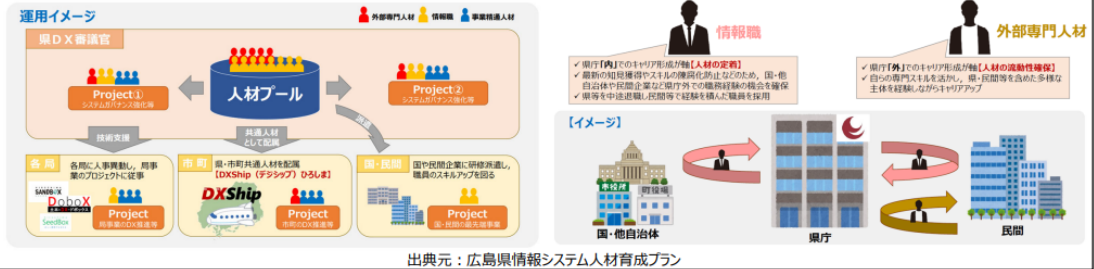 運用イメージ
外部専門人材
情報職
事業精通人材
県DX審議官
人材プール
Project①
システムガバナンス強化等
Project②
システムガバナンス強化等
技術支援
共通人材
として配属
派遣
各局
各局に人事異動し、局事
業のプロジェクトに従事
SANDBOX
DoboX
SeedBox
Project
局事業のDX推進等
市町
県・市町共通人材を配属
【DXShip（デジシップ）ひろしま】
DXShip
Project
市町のDX推進等
国・民間
国や民間企業に研修派遣し、
職員のスキルアップを図る
Project
国・民間の最先端事業
情報職
✓ 県庁「内」でのキャリア形成が軸【人材の定着】
✓ 最新の知見獲得やスキルの陳腐化防止などのため、国・他
自治体や民間企業など県庁外での職務経験の機会を確保
✓ 県等を中途退職し民間等で経験を積んだ職員を採用
外部専門人材
✓ 県庁「外」でのキャリア形成が軸【人材の流動性確保】
✓ 自らの専門スキルを活かし、県・民間等を含めた多様な
主体を経験しながらキャリアアップ
【イメージ】
市役所
町役場
国・他自治体
県庁
民間
出典元：広島県情報システム人材育成プラン